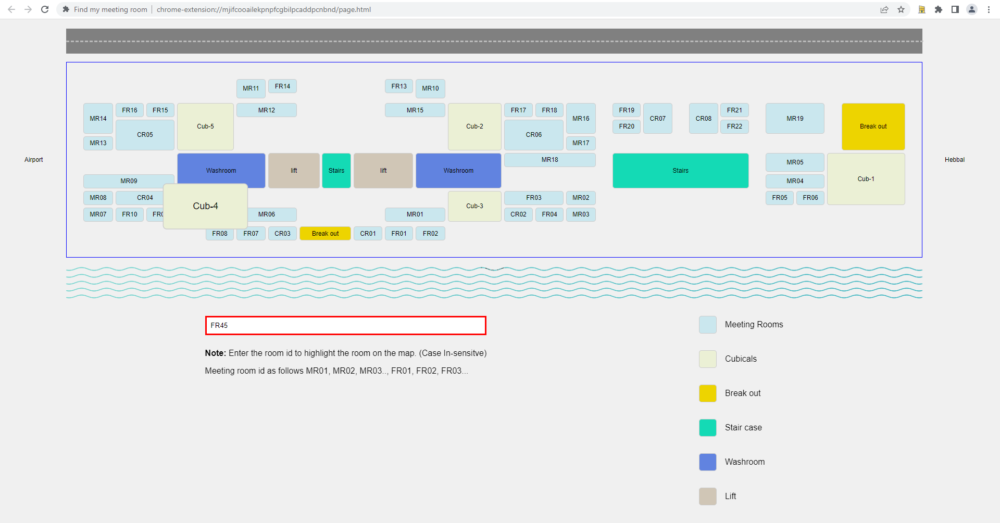 Find my meeting room chrome-extension://mjifcooailekpnpfcgbilpcaddpcnbnd/page.html
MR11 FR14 FR13 MR10
MR14 FR16 FR15 Cub-5 MR12 MR15 Cub-2 FR17 FR18 MR16 FR19 CR07 CR08 FR21 MR19 Break out
CR05 CR06 FR20 FR22
MR13 MR17
Airport Washroom lift Stairs lift Washroom MR18 Stairs MR05 Cub-1 Hebbal
MR09 MR04
MR08 CR04 Cub-4 Cub-3 FR03 MR02 FR05 FR06
MR07 FR10 MR06 MR01 CR02 FR04 MR03
FR08 FR07 CR03 Break out CR01 FR01 FR02
FR45
Note: Enter the room id to highlight the room on the map. (Case In-sensitve)
Meeting room id as follows MR01, MR02, MR03.., FR01, FR02, FR03...
Meeting Rooms
Cubicals
Break out
Stair case
Washroom
Lift